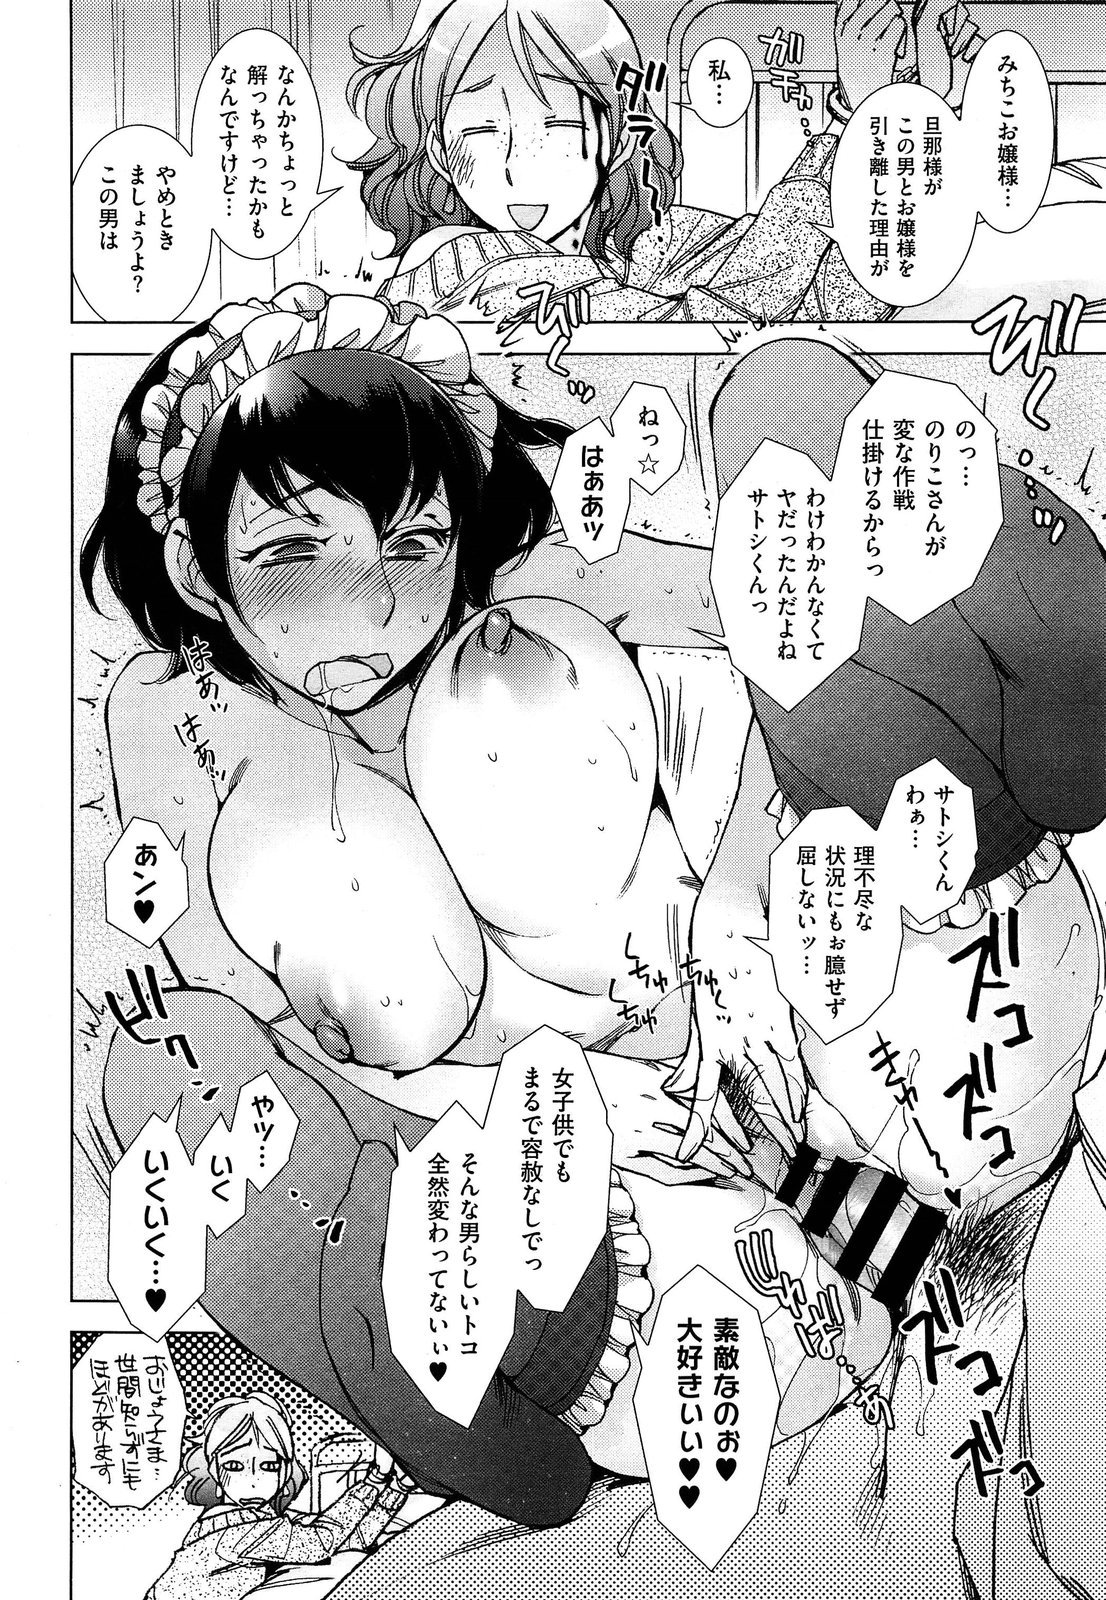 みちこお嬢様…
旦那様が
この男とお嬢様を
引き離した理由が
ガチャ
私…
ダラー
なんかちょっと
解っちゃったかも
なんですけど…
やめとき
ましょうよ?
この男は
ねっ☆
はああッ
のっ…
のりこさんが
変な作戦
仕掛けるからっ
わけわかんなくて
ヤだったんだよね
サトシくんっ
サトシくん
わぁ…
理不尽な
状況にもお臆せず
屈しないッ…
はぁッ
はぁッ
あン♥
ビクン
くちゅ
くちゅ
ズコ
ズコ
ズコ
女子供でも
まるで容赦なしでっ
そんな男らしいトコ
全然変わってないぃ♥
やッ…
いく
いくいく…♥
素敵なのぉ♥
大好きぃぃ♥♥
おじょう子さま…
世間知らずにも
ほどがあります